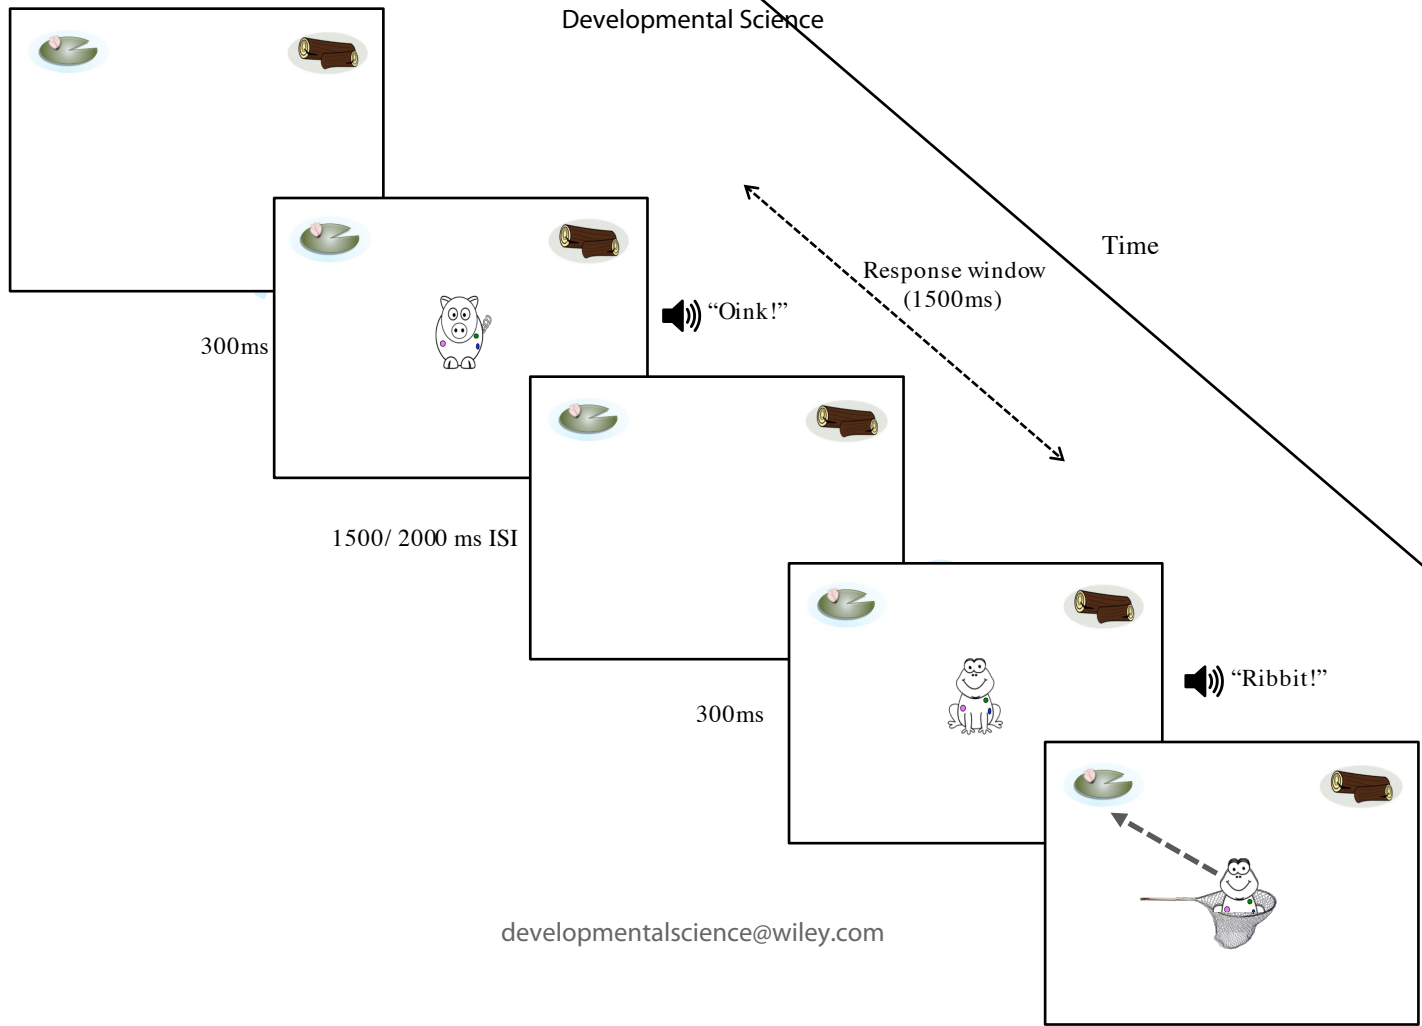 Developmental Science
Time
Response window
(1500ms)
“Oink!”
300ms
1500/ 2000 ms ISI
“Ribbit!”
300ms
developmentalscience@wiley.com